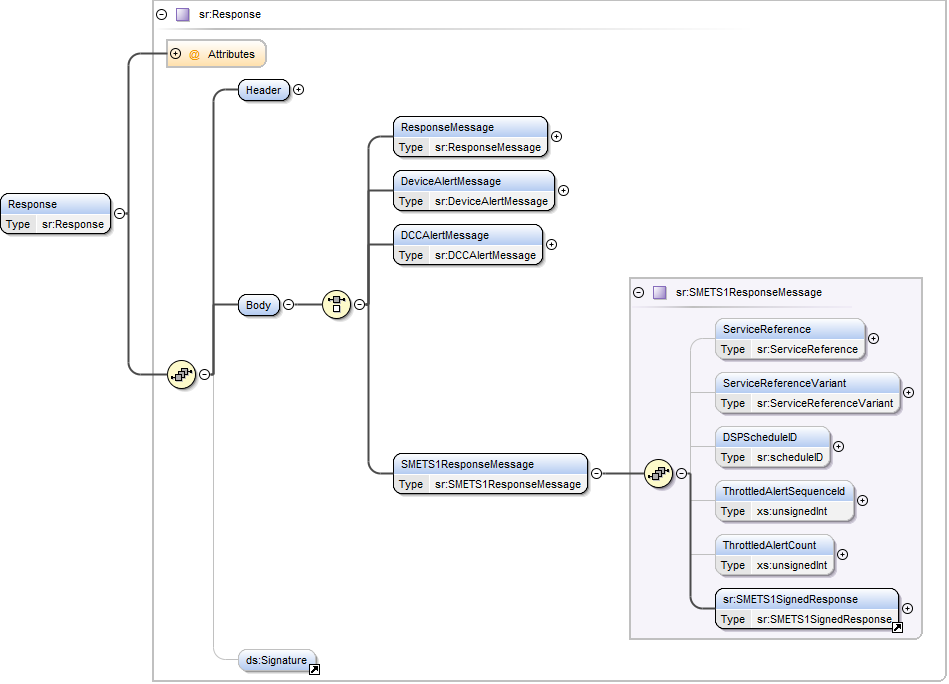 sr:Response
@ Attributes
Header
ResponseMessage
Type sr:ResponseMessage
DeviceAlertMessage
Type sr:DeviceAlertMessage
Response
Type sr:Response
DCCAlertMessage
Type sr:DCCAlertMessage
Body
sr:SMETS1ResponseMessage
ServiceReference
Type sr:ServiceReference
ServiceReferenceVariant
Type sr:ServiceReferenceVariant
DSPScheduleID
Type sr:scheduleID
SMETS1ResponseMessage
Type sr:SMETS1ResponseMessage
ThrottledAlertSequenceId
Type xs:unsignedInt
ThrottledAlertCount
Type xs:unsignedInt
sr:SMETS1SignedResponse
Type sr:SMETS1SignedResponse
ds:Signature